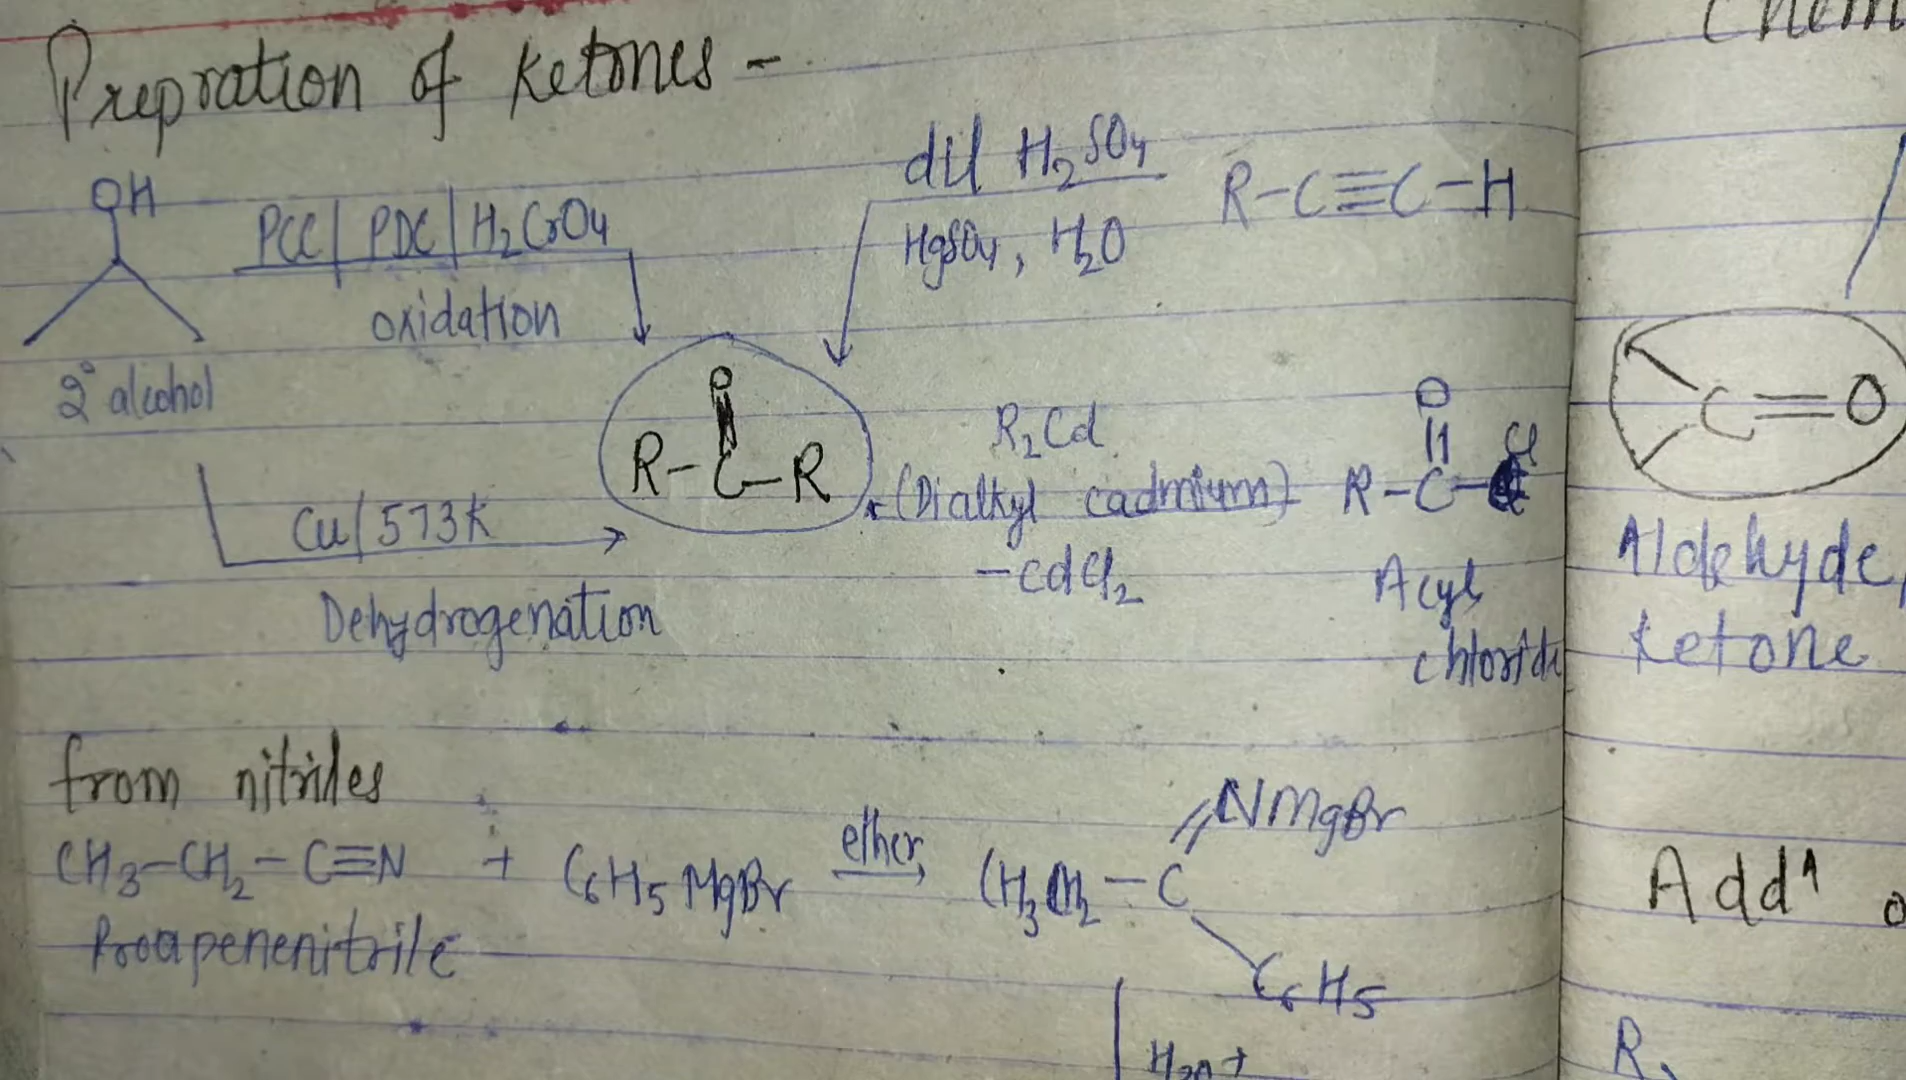 Prepration of Ketones -
OH
PCC | PDC | H2CrO4
oxidation
2° alcohol
dil H2SO4
HgSO4, H2O
R-C≡C-H
O
R-C-R
Cu | 573K
Dehydrogenation
R2Cd
(Dialkyl cadmium)
-CdCl2
O
R-C-Cl
Acyl
chloride
from nitriles
CH3-CH2-C≡N + C6H5MgBr ether CH3CH2-C
NMgBr
C6H5
Proapenenitrile
H3O+
Chem
C=O
Aldehyde,
Ketone
Add^n
R